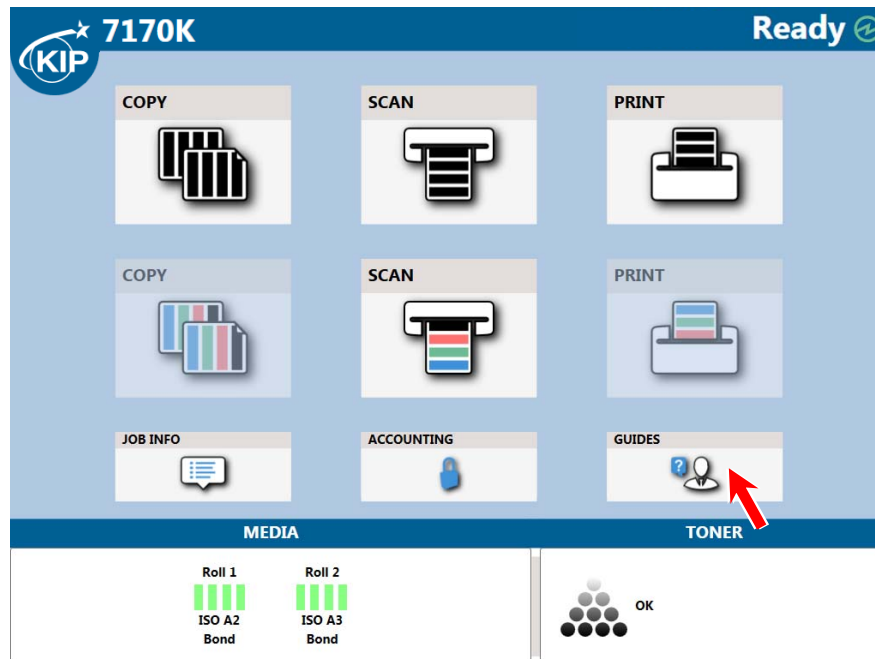 KIP
7170K
Ready
COPY
SCAN
PRINT
COPY
SCAN
PRINT
JOB INFO
ACCOUNTING
GUIDES
?
MEDIA
TONER
Roll 1
Roll 2
ISO A2
ISO A3
Bond
Bond
OK